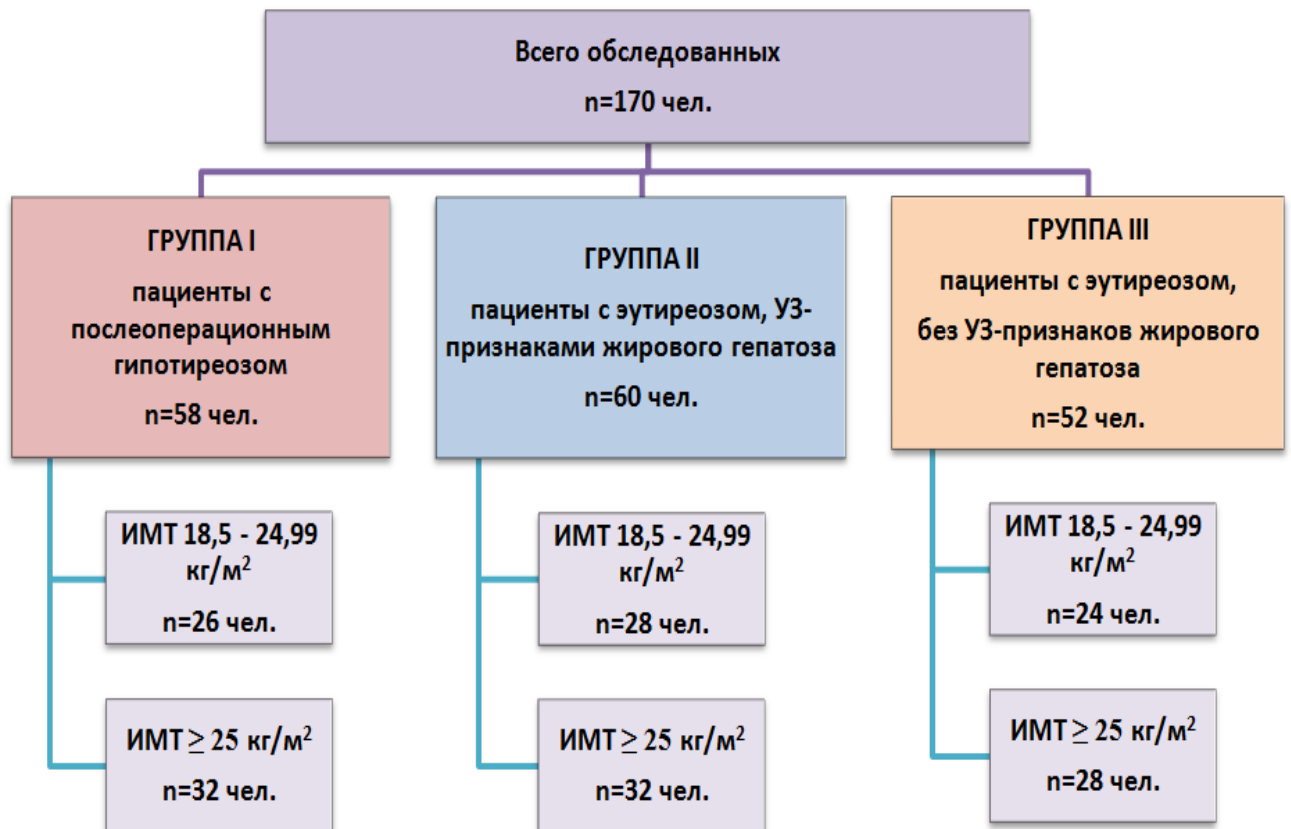 Всего обследованных
n=170 чел.
ГРУППА I
пациенты с
послеоперационным
гипотиреозом
n=58 чел.
ГРУППА II
пациенты с эутиреозом, УЗ-
признаками жирового гепатоза
n=60 чел.
ГРУППА III
пациенты с эутиреозом,
без УЗ-признаков жирового
гепатоза
n=52 чел.
ИМТ 18,5 - 24,99
кг/м²
n=26 чел.
ИМТ ≥ 25 кг/м²
n=32 чел.
ИМТ 18,5 - 24,99
кг/м²
n=28 чел.
ИМТ ≥ 25 кг/м²
n=32 чел.
ИМТ 18,5 - 24,99
кг/м²
n=24 чел.
ИМТ ≥ 25 кг/м²
n=28 чел.